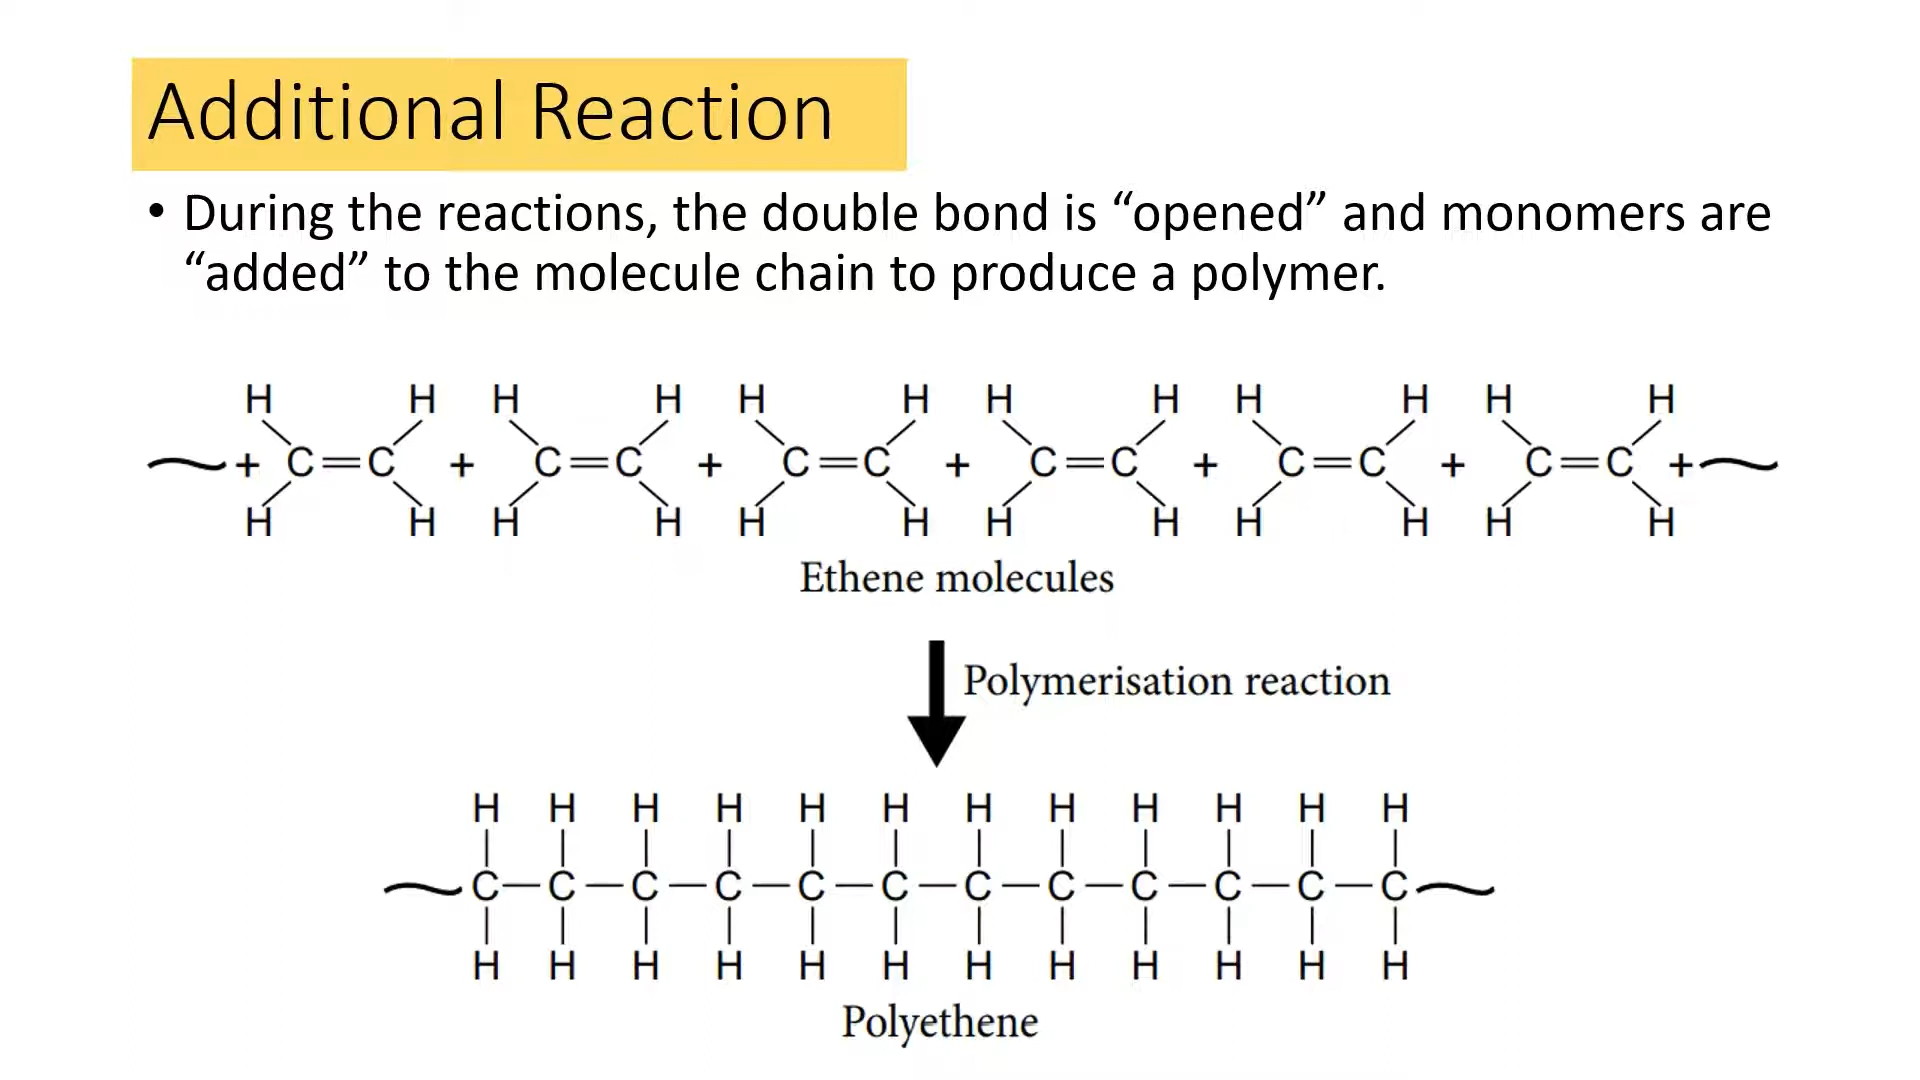 Additional Reaction
• During the reactions, the double bond is “opened” and monomers are
“added” to the molecule chain to produce a polymer.
H H H H H H H H H H H H
+ C=C + C=C + C=C + C=C + C=C + C=C +
H H H H H H H H H H H H
Ethene molecules
Polymerisation reaction
H H H H H H H H H H H H
C—C—C—C—C—C—C—C—C—C—C—C
H H H H H H H H H H H H
Polyethene